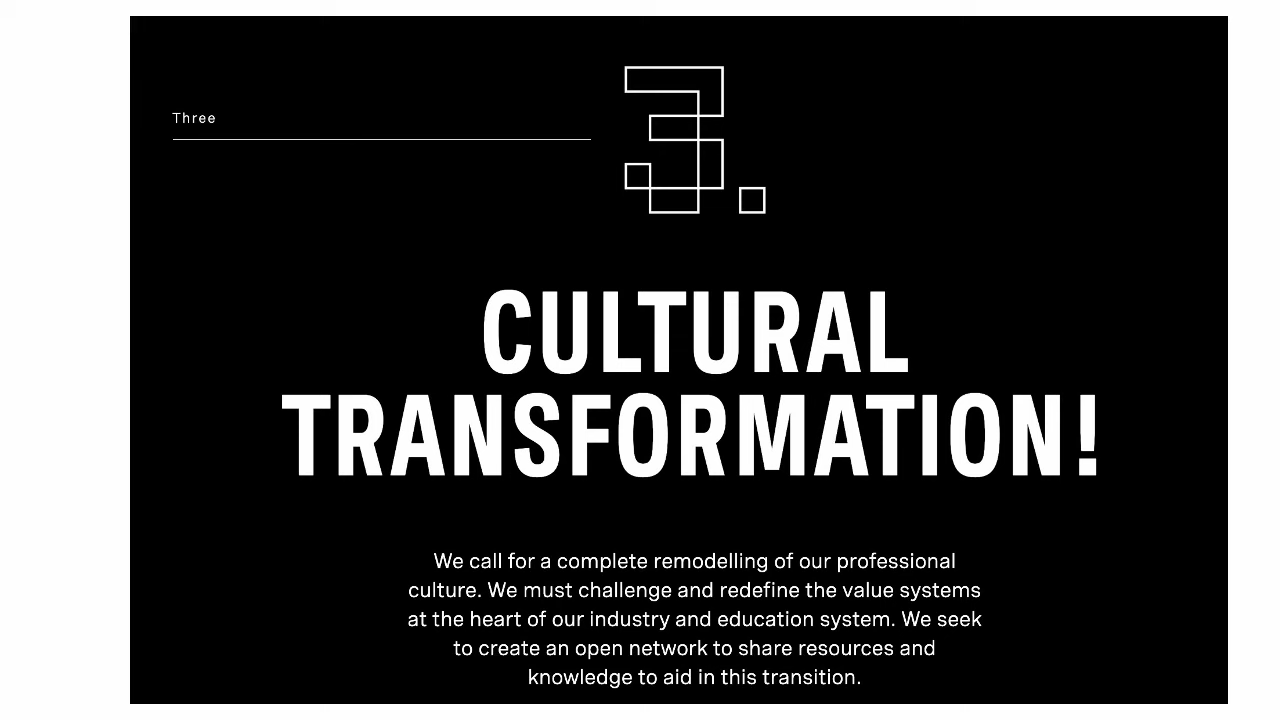 Three
3.
CULTURAL
TRANSFORMATION!
We call for a complete remodelling of our professional
culture. We must challenge and redefine the value systems
at the heart of our industry and education system. We seek
to create an open network to share resources and
knowledge to aid in this transition.